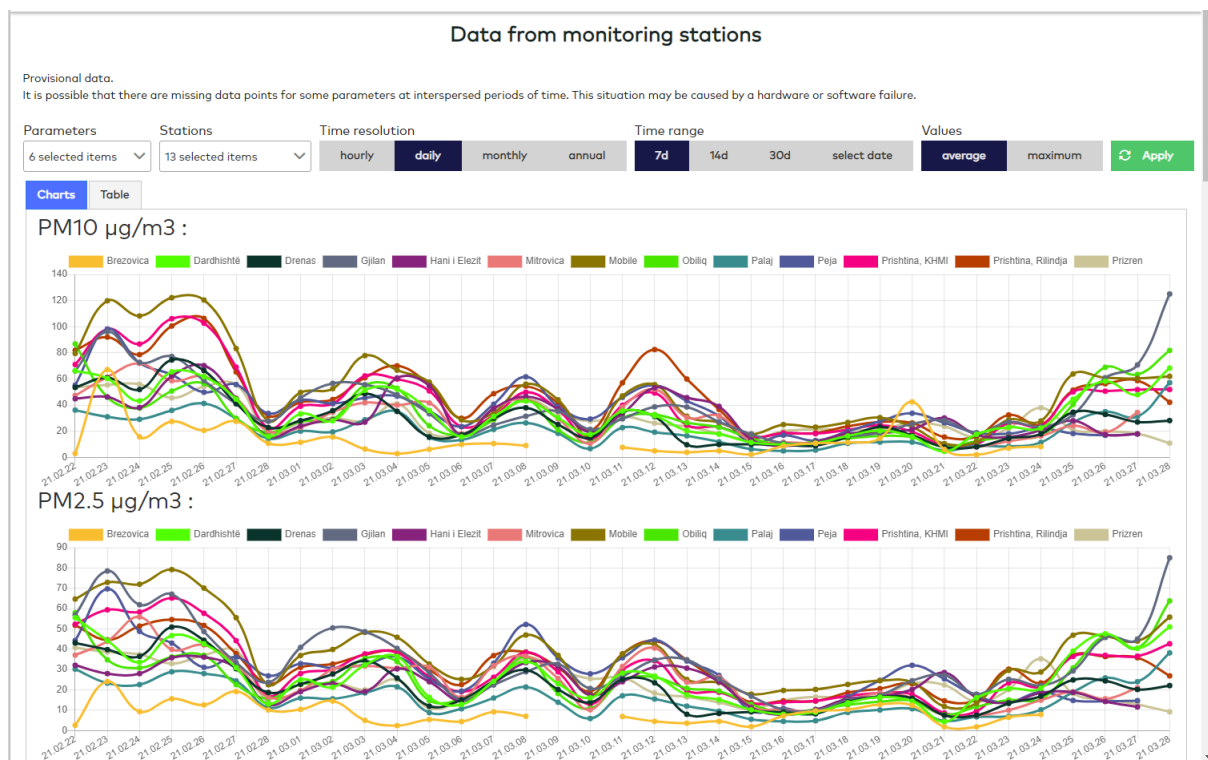 Data from monitoring stations
Provisional data.
It is possible that there are missing data points for some parameters at interspersed periods of time. This situation may be caused by a hardware or software failure.
Parameters Stations Time resolution Time range Values
6 selected items 13 selected items hourly daily monthly annual 7d 14d 30d select date average maximum Apply
Charts Table
PM10 µg/m3 :
Brezovica Dardhishtë Drenas Gjilan Hani i Elezit Mitrovica Mobile Obiliq Palaj Peja Prishtina, KHMI Prishtina, Rilindja Prizren
140
120
100
80
60
40
20
0
21.02.24 21.02.25 21.02.26 21.02.27 21.02.28 21.03.01 21.03.02 21.03.03 21.03.04 21.03.05 21.03.06 21.03.07 21.03.08 21.03.09 21.03.10 21.03.11 21.03.12 21.03.13 21.03.14 21.03.15 21.03.16 21.03.17 21.03.18 21.03.19 21.03.20 21.03.21 21.03.22 21.03.23 21.03.24 21.03.25 21.03.26 21.03.27 21.03.28
PM2.5 µg/m3 :
Brezovica Dardhishtë Drenas Gjilan Hani i Elezit Mitrovica Mobile Obiliq Palaj Peja Prishtina, KHMI Prishtina, Rilindja Prizren
90
80
70
60
50
40
30
20
10
0
21.02.24 21.02.25 21.02.26 21.02.27 21.02.28 21.03.01 21.03.02 21.03.03 21.03.04 21.03.05 21.03.06 21.03.07 21.03.08 21.03.09 21.03.10 21.03.11 21.03.12 21.03.13 21.03.14 21.03.15 21.03.16 21.03.17 21.03.18 21.03.19 21.03.20 21.03.21 21.03.22 21.03.23 21.03.24 21.03.25 21.03.26 21.03.27 21.03.28